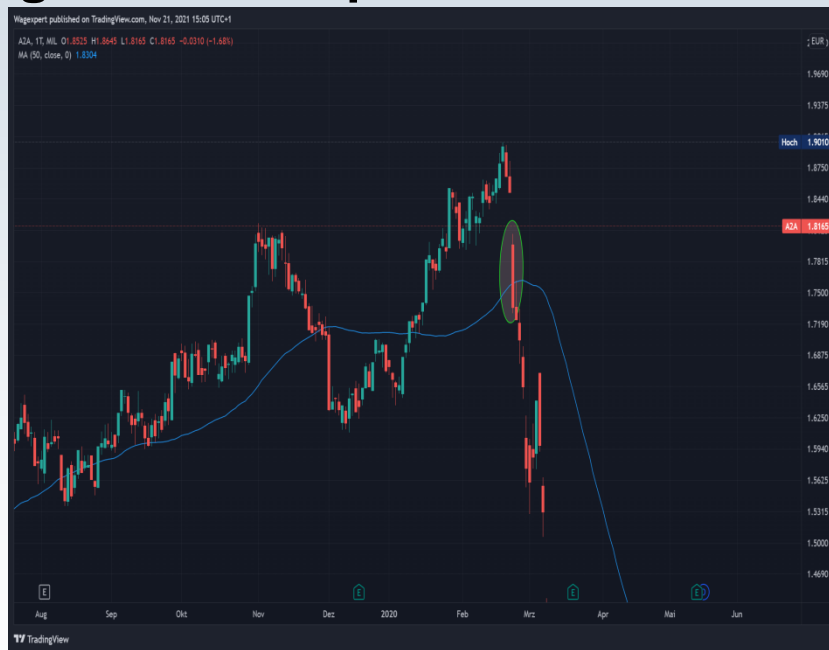 Wagexpert published on TradingView.com, Nov 21, 2021 15:05 UTC+1
A2A, 1T, MIL O1.8525 H1.8645 L1.8165 C1.8165 −0.0310 (−1.68%)
MA (50, close, 0) 1.8304
EUR
1.9690
1.9375
Hoch 1.9010
1.8750
1.8440
A2A 1.8165
1.7815
1.7500
1.7190
1.6875
1.6565
1.6250
1.5940
1.5625
1.5315
1.5000
1.4690
E E E E
Aug Sep Okt Nov Dez 2020 Feb Mrz Apr Mai Jun
TradingView